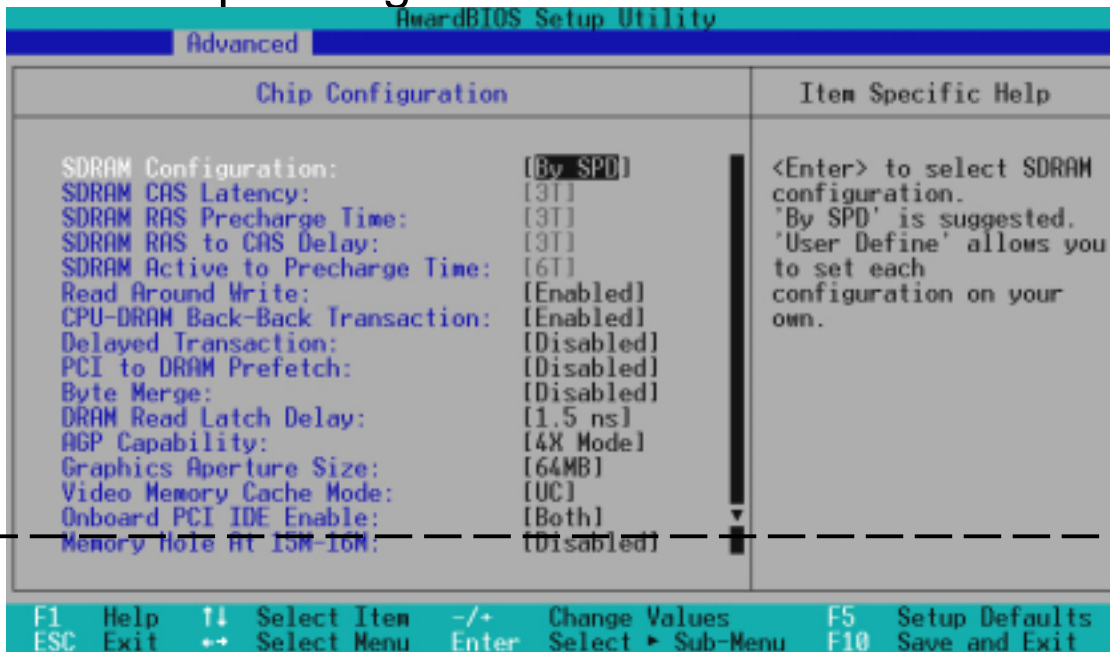 AwardBIOS Setup Utility
Advanced
Chip Configuration
Item Specific Help
SDRAM Configuration: [By SPD]
SDRAM CAS Latency: [3T]
SDRAM RAS Precharge Time: [3T]
SDRAM RAS to CAS Delay: [3T]
SDRAM Active to Precharge Time: [6T]
Read Around Write: [Enabled]
CPU-DRAM Back-Back Transaction: [Enabled]
Delayed Transaction: [Disabled]
PCI to DRAM Prefetch: [Disabled]
Byte Merge: [Disabled]
DRAM Read Latch Delay: [1.5 ns]
AGP Capability: [4X Mode]
Graphics Aperture Size: [64MB]
Video Memory Cache Mode: [UC]
Onboard PCI IDE Enable: [Both]
Memory Hole At 15M-16M: [Disabled]
<Enter> to select SDRAM
configuration.
'By SPD' is suggested.
'User Define' allows you
to set each
configuration on your
own.
F1 Help ↑↓ Select Item -/+ Change Values F5 Setup Defaults
ESC Exit ←→ Select Menu Enter Select ► Sub-Menu F10 Save and Exit